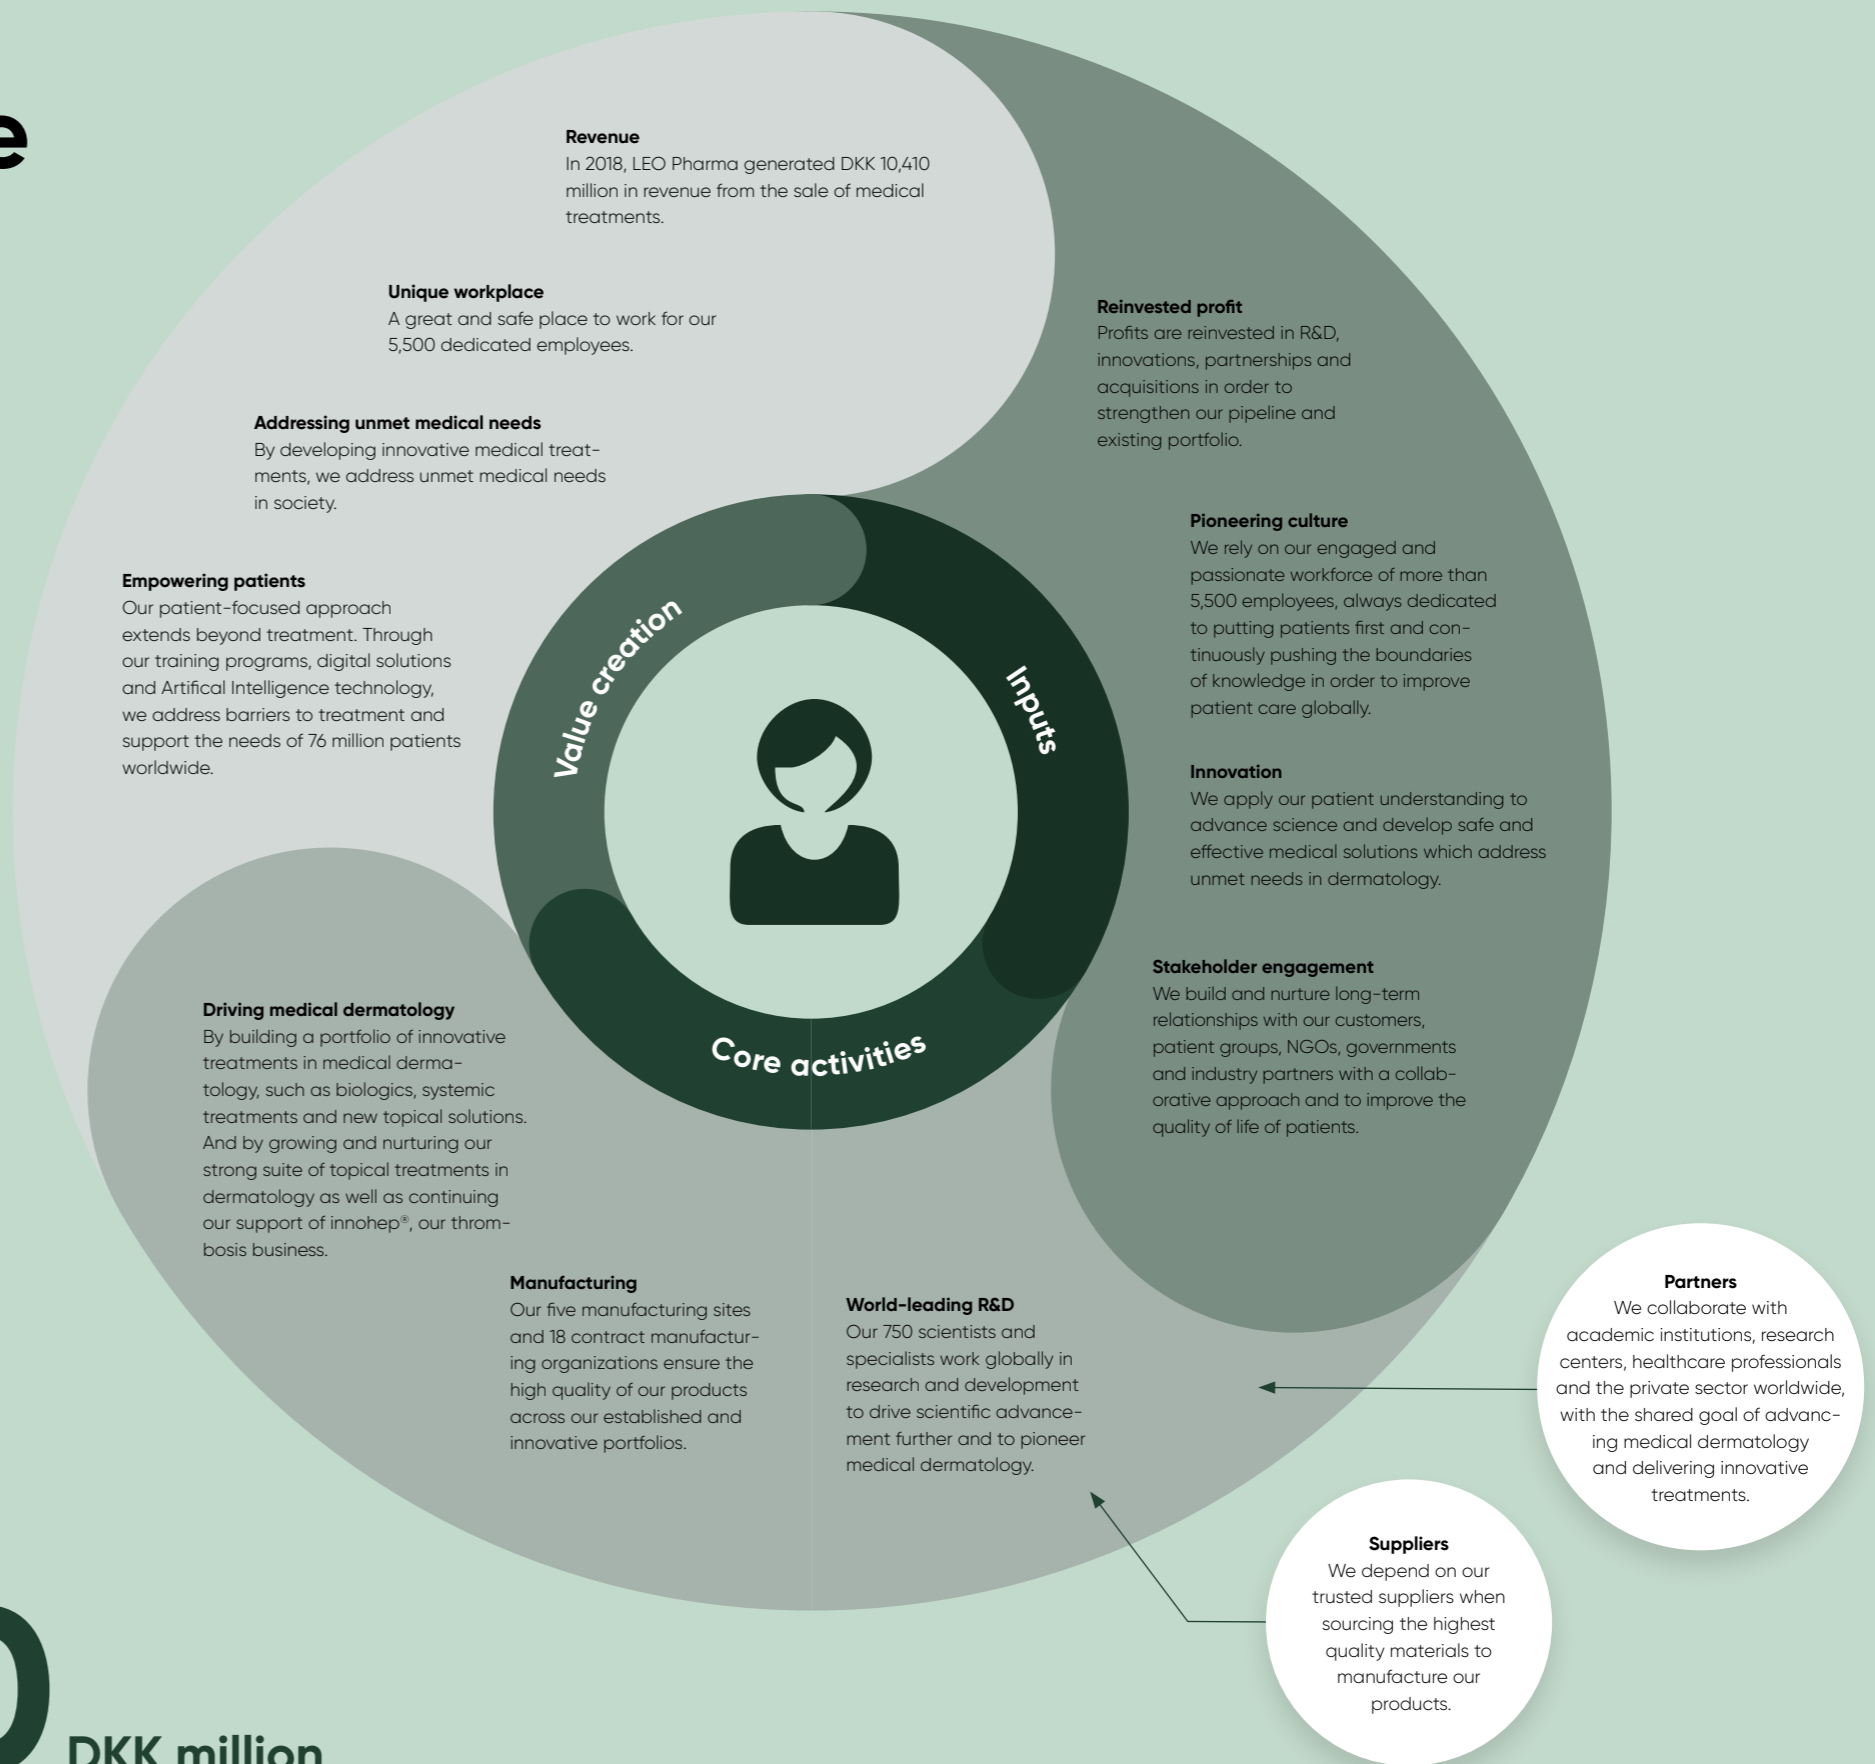 e
Revenue
In 2018, LEO Pharma generated DKK 10,410
million in revenue from the sale of medical
treatments.
Unique workplace
A great and safe place to work for our
5,500 dedicated employees.
Addressing unmet medical needs
By developing innovative medical treat-
ments, we address unmet medical needs
in society.
Empowering patients
Our patient-focused approach
extends beyond treatment. Through
our training programs, digital solutions
and Artifical Intelligence technology,
we address barriers to treatment and
support the needs of 76 million patients
worldwide.
Reinvested profit
Profits are reinvested in R&D,
innovations, partnerships and
acquisitions in order to
strengthen our pipeline and
existing portfolio.
Pioneering culture
We rely on our engaged and
passionate workforce of more than
5,500 employees, always dedicated
to putting patients first and con-
tinuously pushing the boundaries
of knowledge in order to improve
patient care globally.
Innovation
We apply our patient understanding to
advance science and develop safe and
effective medical solutions which address
unmet needs in dermatology.
Stakeholder engagement
We build and nurture long-term
relationships with our customers,
patient groups, NGOs, governments
and industry partners with a collab-
orative approach and to improve the
quality of life of patients.
Value creation
Inputs
Core activities
Driving medical dermatology
By building a portfolio of innovative
treatments in medical derma-
tology, such as biologics, systemic
treatments and new topical solutions.
And by growing and nurturing our
strong suite of topical treatments in
dermatology as well as continuing
our support of innohep®, our throm-
bosis business.
Manufacturing
Our five manufacturing sites
and 18 contract manufactur-
ing organizations ensure the
high quality of our products
across our established and
innovative portfolios.
World-leading R&D
Our 750 scientists and
specialists work globally in
research and development
to drive scientific advance-
ment further and to pioneer
medical dermatology.
Partners
We collaborate with
academic institutions, research
centers, healthcare professionals
and the private sector worldwide,
with the shared goal of advanc-
ing medical dermatology
and delivering innovative
treatments.
Suppliers
We depend on our
trusted suppliers when
sourcing the highest
quality materials to
manufacture our
products.
0 DKK million